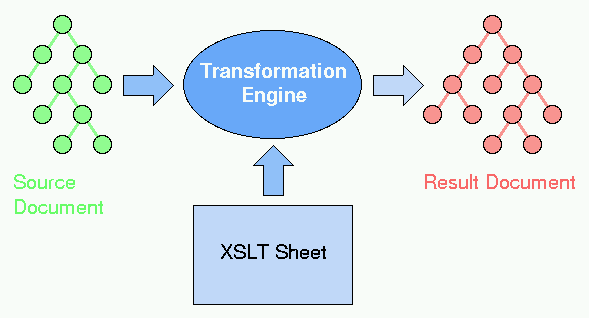 Transformation
Engine
Source
Document
Result Document
XSLT Sheet